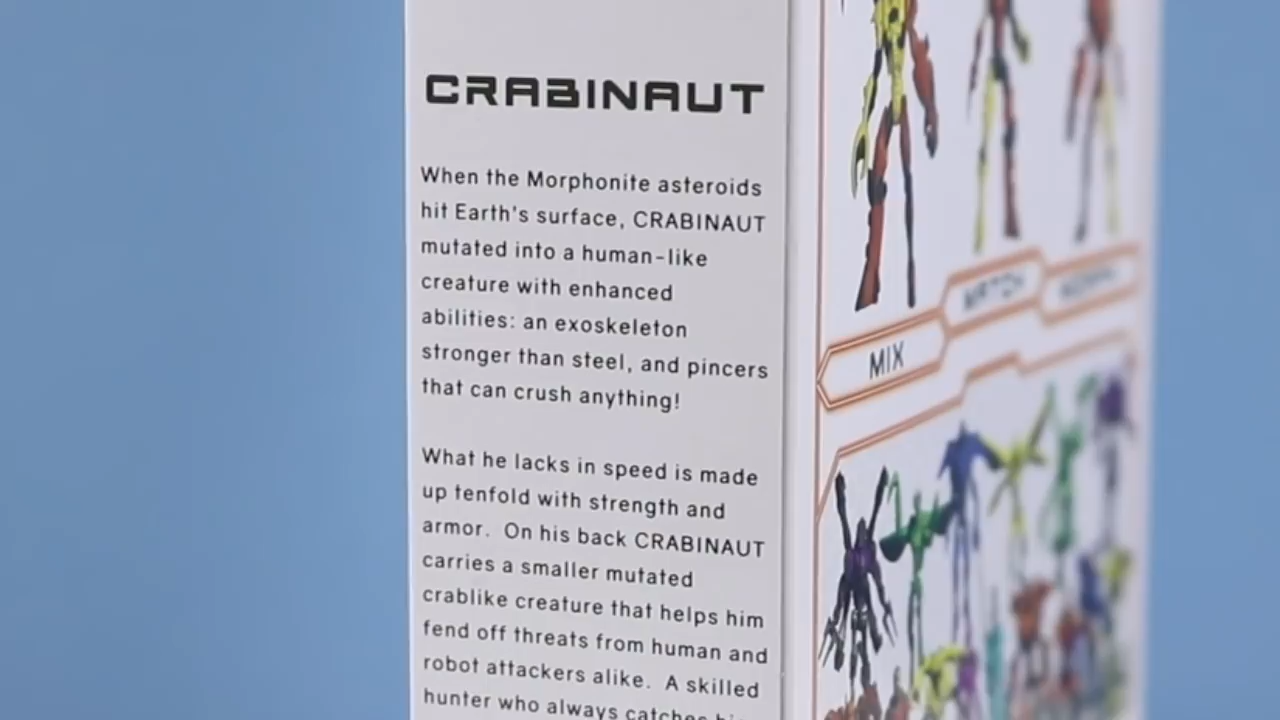 CRABINAUT
When the Morphonite asteroids
hit Earth's surface, CRABINAUT
mutated into a human-like
creature with enhanced
abilities: an exoskeleton
stronger than steel, and pincers
that can crush anything!
What he lacks in speed is made
up tenfold with strength and
armor. On his back CRABINAUT
carries a smaller mutated
crablike creature that helps him
fend off threats from human and
robot attackers alike. A skilled
hunter who always catches
MIX
MATCH